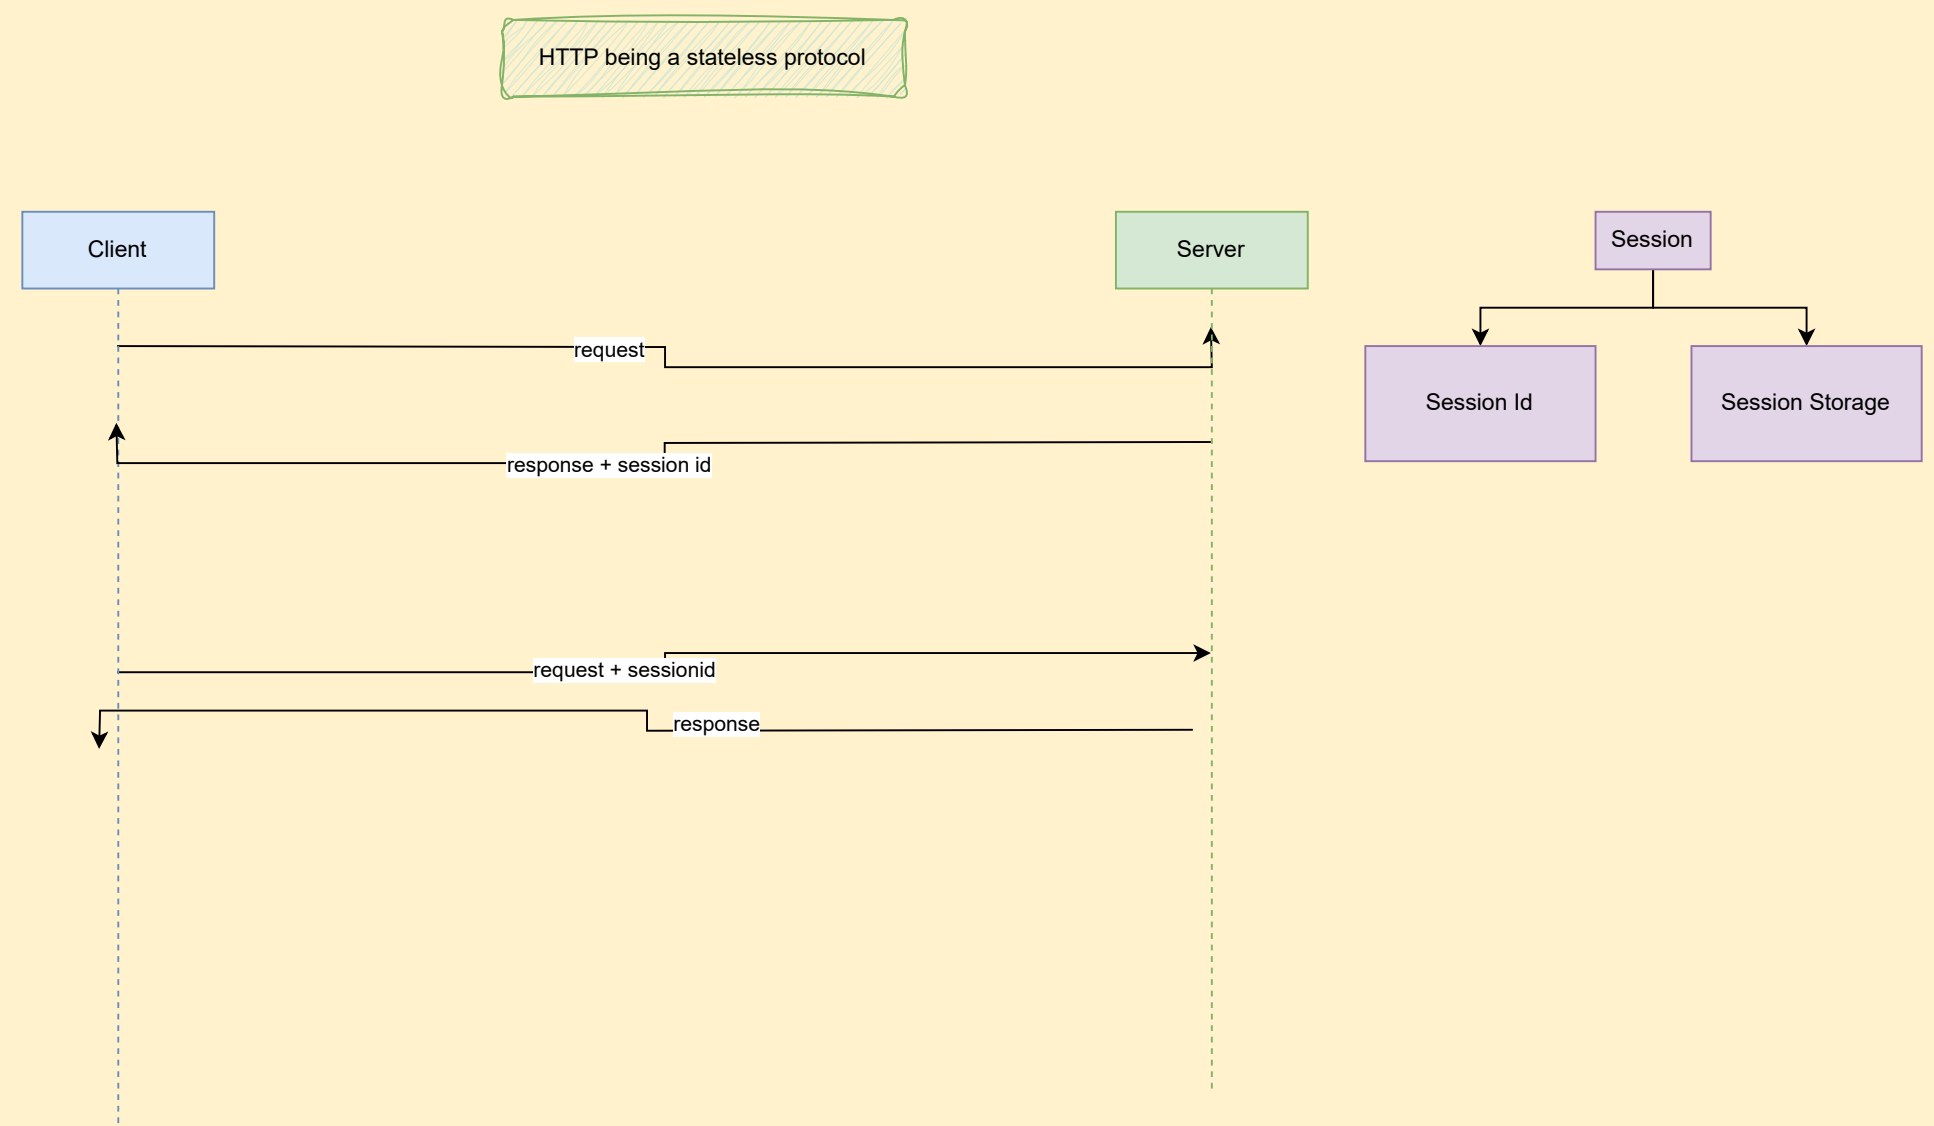 HTTP being a stateless protocol
Client
Server
Session
request
Session Id
Session Storage
response + session id
request + sessionid
response